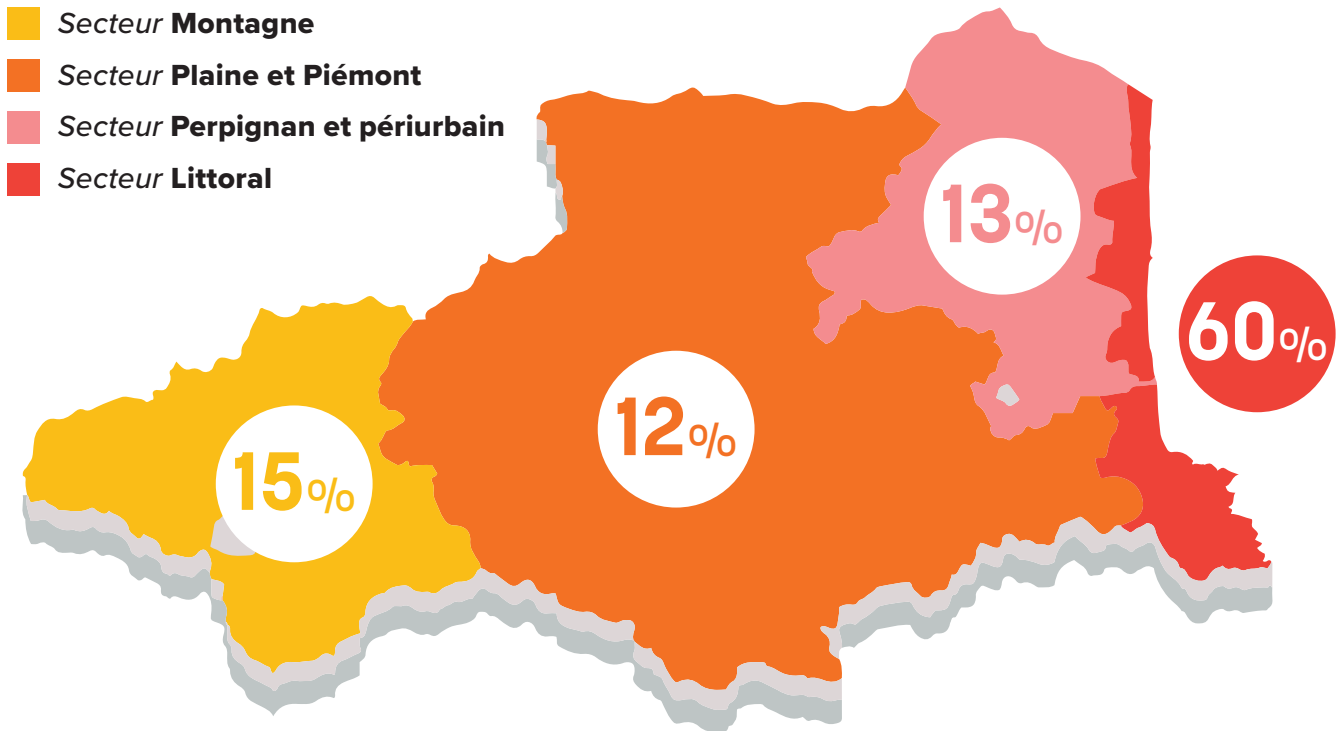 Secteur Montagne
Secteur Plaine et Piémont
Secteur Perpignan et périurbain
Secteur Littoral
13%
60%
12%
15%